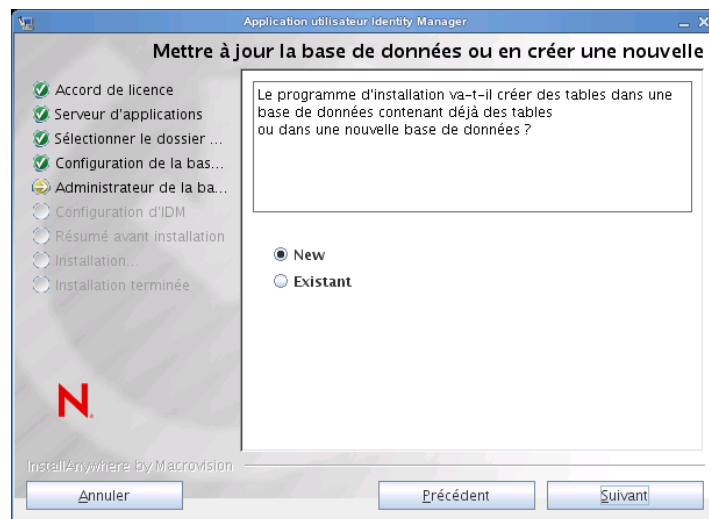 Application utilisateur Identity Manager
Mettre à jour la base de données ou en créer une nouvelle
Accord de licence
Serveur d'applications
Sélectionner le dossier ...
Configuration de la bas...
Administrateur de la ba...
Configuration d'IDM
Résumé avant installation
Installation...
Installation terminée
Le programme d'installation va-t-il créer des tables dans une
base de données contenant déjà des tables
ou dans une nouvelle base de données ?
New
Existant
N.
InstallAnywhere by Macrovision
Annuler
Précédent
Suivant